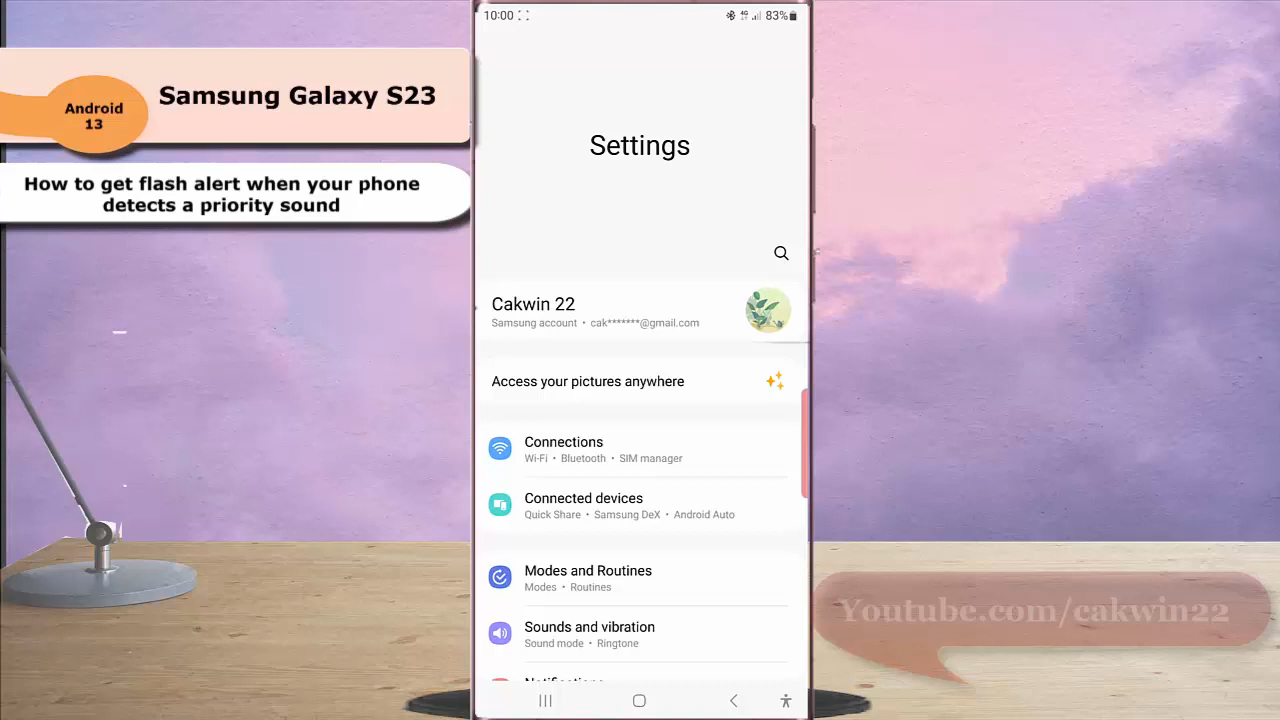 Android
13
Samsung Galaxy S23
How to get flash alert when your phone
detects a priority sound
10:00
4G
83%
Settings
Cakwin 22
Samsung account • cak*******@gmail.com
Access your pictures anywhere
Connections
Wi-Fi • Bluetooth • SIM manager
Connected devices
Quick Share • Samsung DeX • Android Auto
Modes and Routines
Modes • Routines
Sounds and vibration
Sound mode • Ringtone
Notifications
Youtube.com/cakwin22